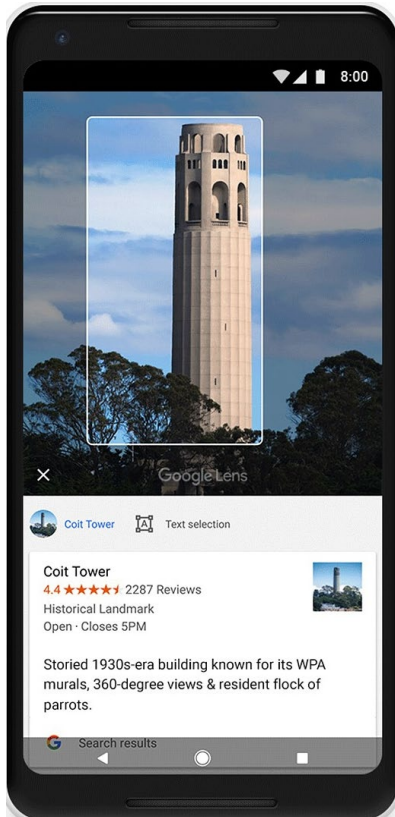 8:00
Google Lens
Coit Tower
A
Text selection
Coit Tower
4.4 2287 Reviews
Historical Landmark
Open · Closes 5PM
Storied 1930s-era building known for its WPA
murals, 360-degree views & resident flock of
parrots.
G Search results